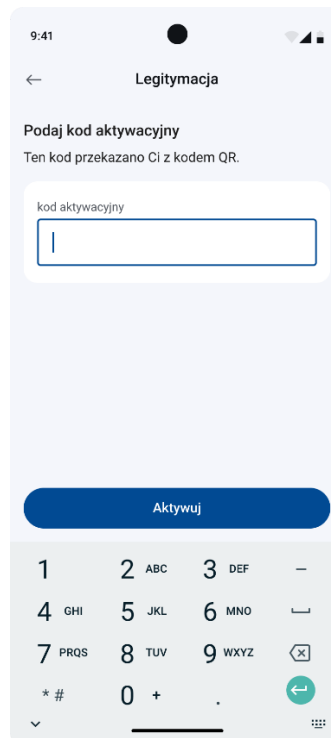 9:41
Legitymacja
Podaj kod aktywacyjny
Ten kod przekazano Ci z kodem QR.
kod aktywacyjny
Aktywuj
1 2 ABC 3 DEF –
4 GHI 5 JKL 6 MNO
7 PRQS 8 TUV 9 WXYZ
* # 0 + .